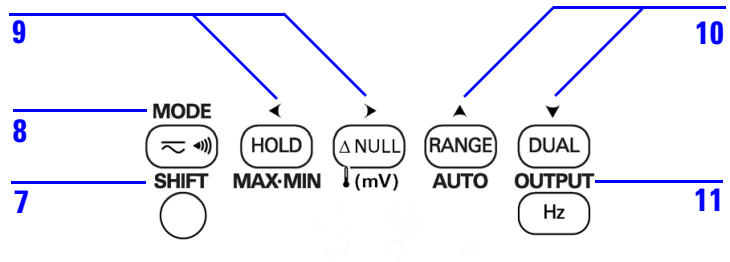 9 10
8 MODE
HOLD Δ NULL RANGE DUAL
7 SHIFT MAX·MIN (mV) AUTO OUTPUT 11
Hz